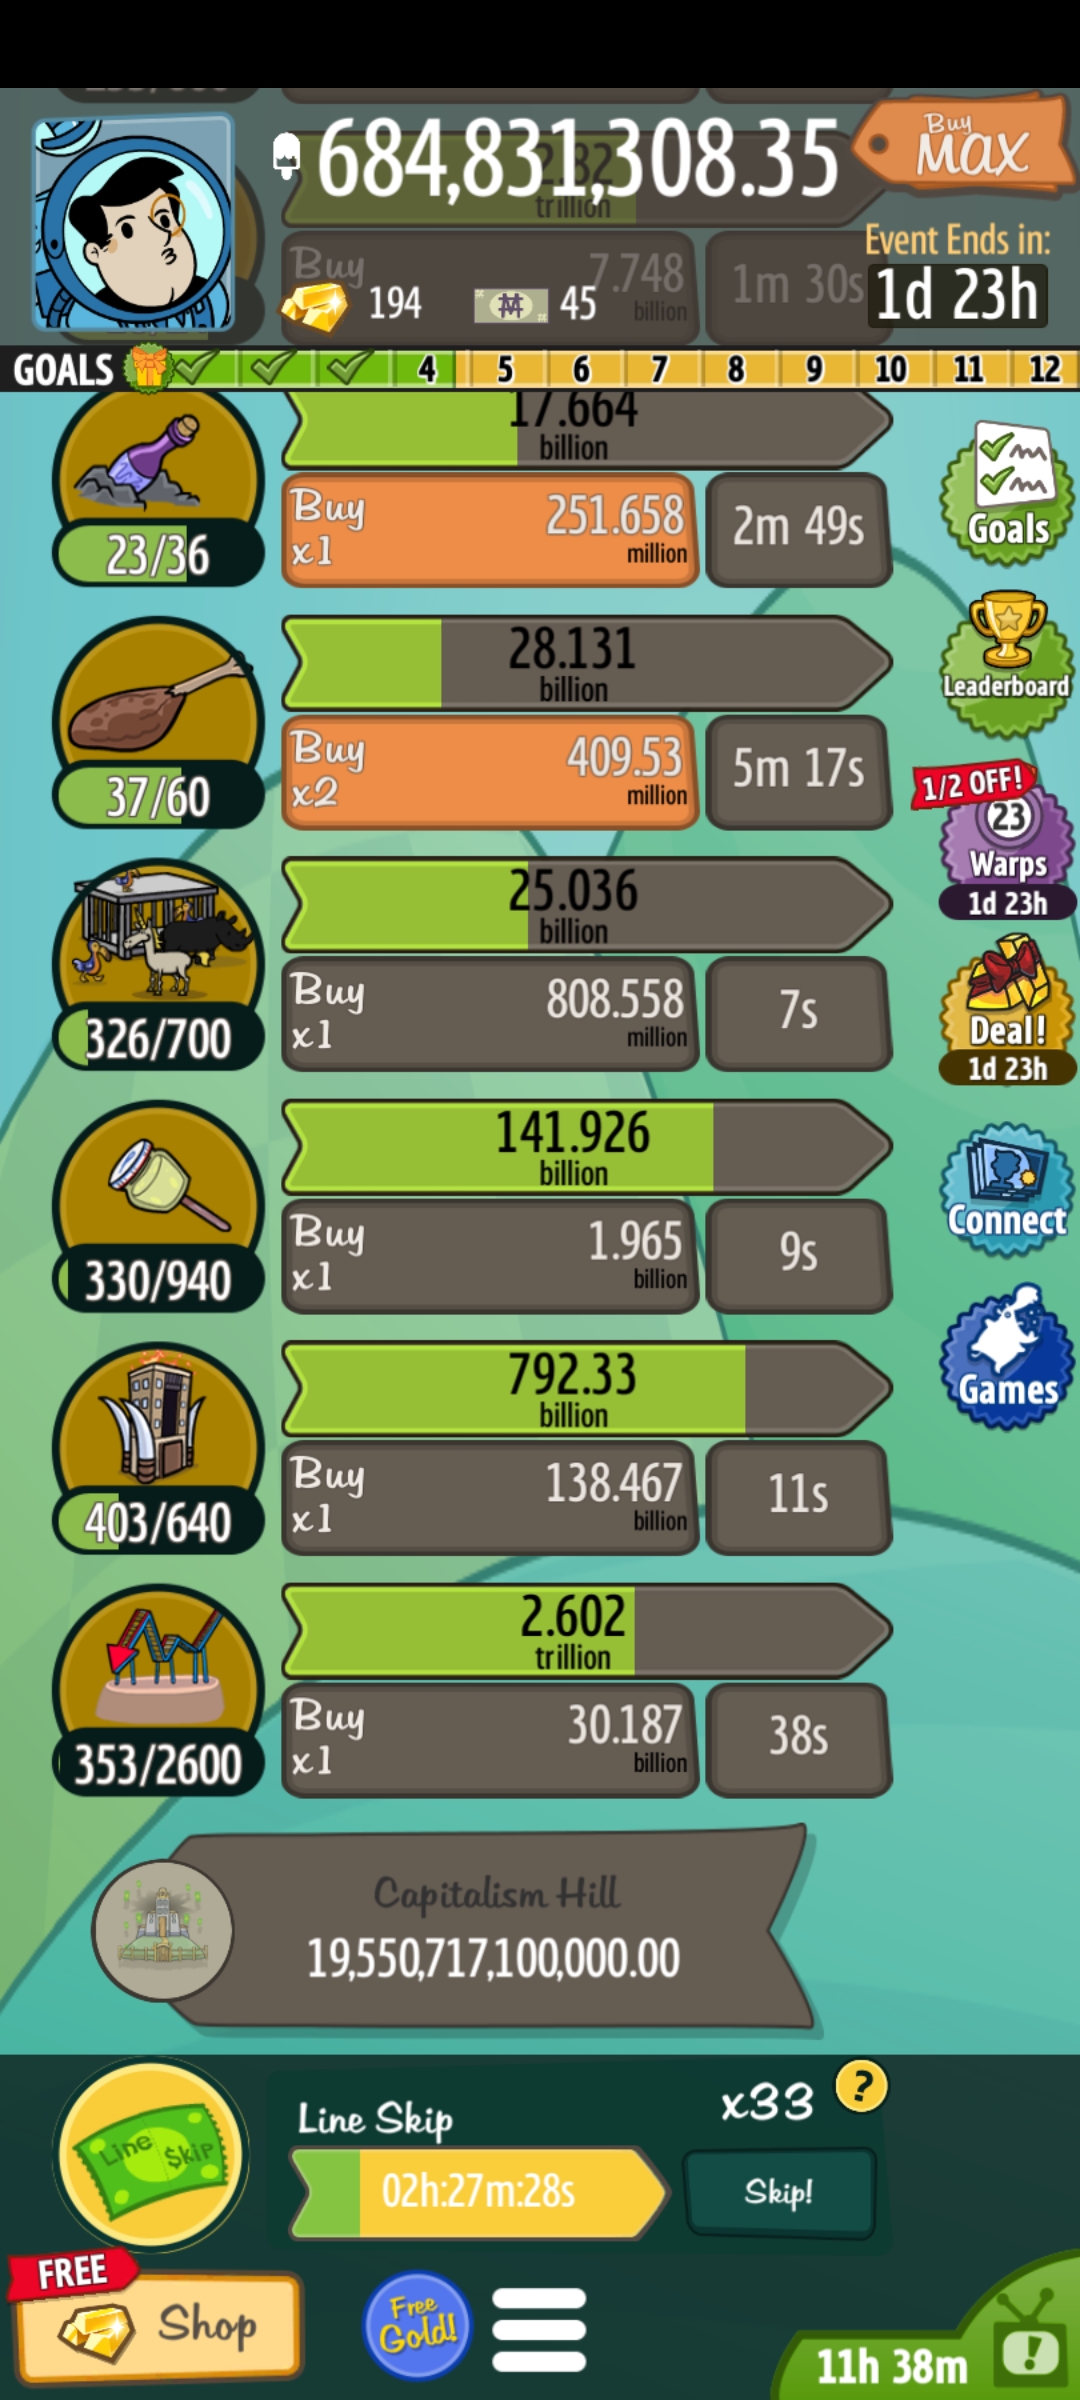 684,831,308.35
Buy
MAX
trillion
Event Ends in:
1d 23h
Buy
7.748
billion
1m 30s
194
45
GOALS
4 5 6 7 8 9 10 11 12
17.664
billion
Buy
x1
251.658
million
2m 49s
23/36
Goals
28.131
billion
Leaderboard
Buy
x2
409.53
million
5m 17s
37/60
1/2 OFF!
23
Warps
1d 23h
25.036
billion
Buy
x1
808.558
million
7s
326/700
Deal!
1d 23h
141.926
billion
Buy
x1
1.965
billion
9s
330/940
Connect
792.33
billion
Games
Buy
x1
138.467
billion
11s
403/640
2.602
trillion
Buy
x1
30.187
billion
38s
353/2600
Capitalism Hill
19,550,717,100,000.00
Line Skip
x33
?
Line $kip
02h:27m:28s
Skip!
FREE
Shop
Free
Gold!
11h 38m
!